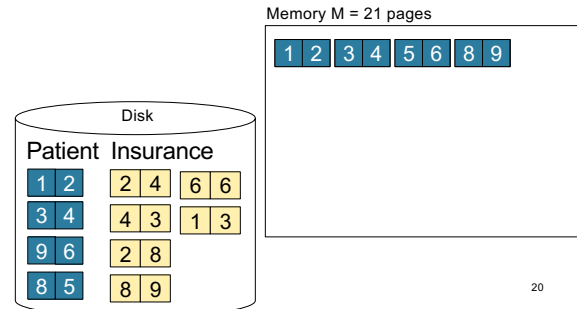 Memory M = 21 pages
1 2 3 4 5 6 8 9
Disk
Patient Insurance
1 2 2 4 6 6
3 4 4 3 1 3
9 6 2 8
8 5 8 9
20